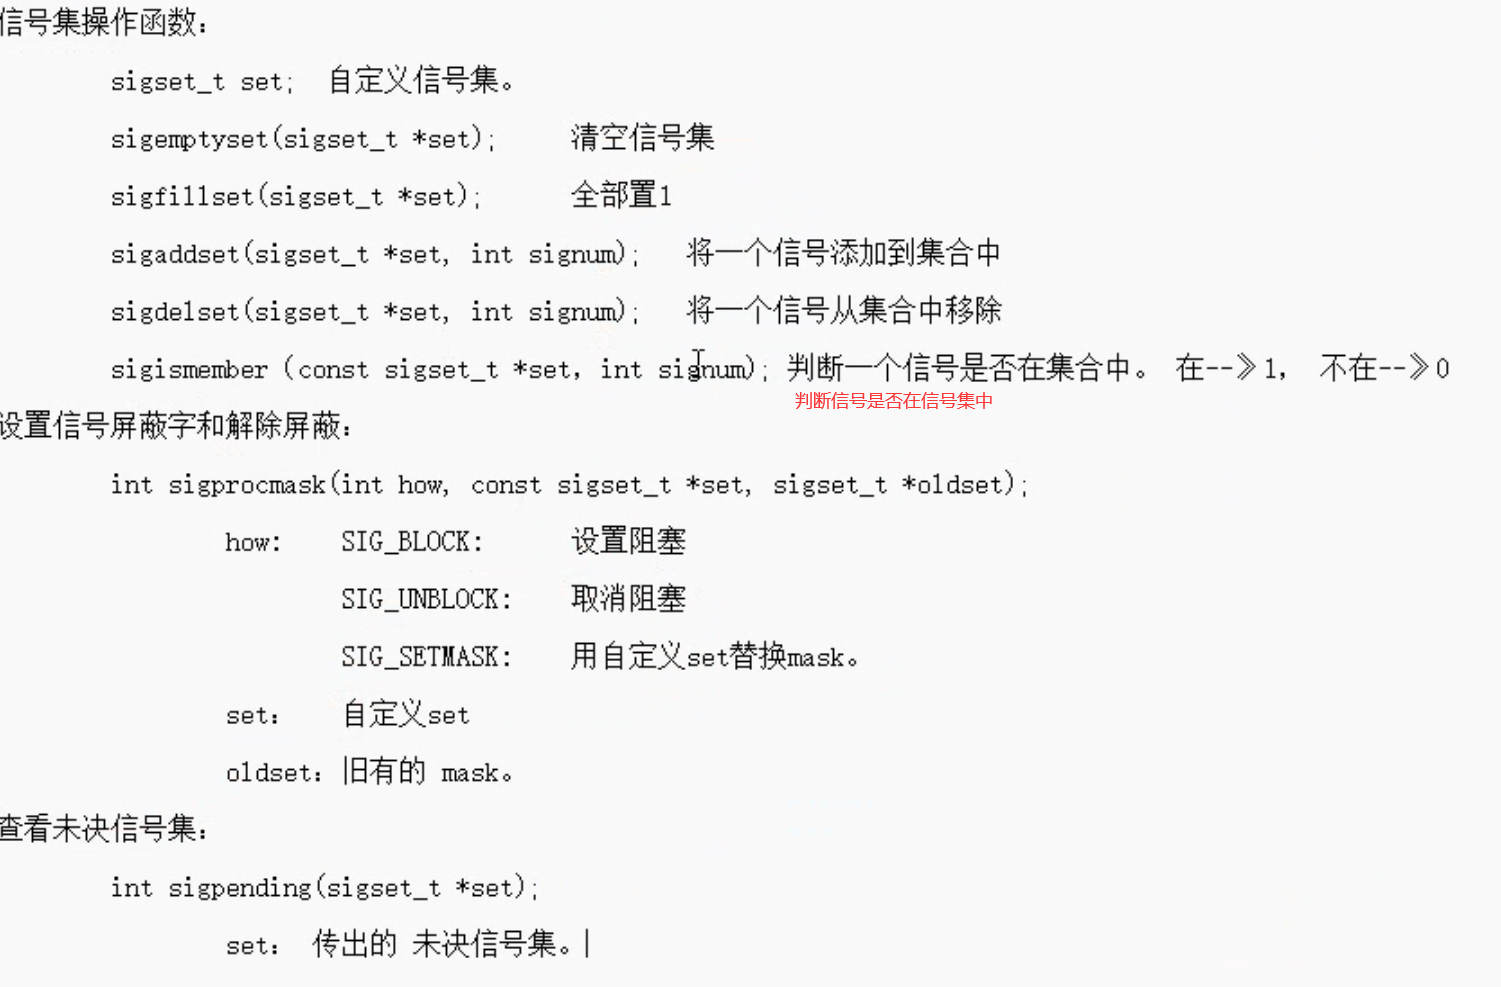 信号集操作函数：
sigset_t set;  自定义信号集。
sigemptyset(sigset_t *set);  清空信号集
sigfillset(sigset_t *set);  全部置1
sigaddset(sigset_t *set, int signum);  将一个信号添加到集合中
sigdelset(sigset_t *set, int signum);  将一个信号从集合中移除
sigismember (const sigset_t *set, int signum); 判断一个信号是否在集合中。 在--》1， 不在--》0
判断信号是否在信号集中
设置信号屏蔽字和解除屏蔽：
int sigprocmask(int how, const sigset_t *set, sigset_t *oldset);
how:  SIG_BLOCK:  设置阻塞
SIG_UNBLOCK:  取消阻塞
SIG_SETMASK:  用自定义set替换mask。
set：  自定义set
oldset：旧有的 mask。
查看未决信号集：
int sigpending(sigset_t *set);
set：  传出的 未决信号集。